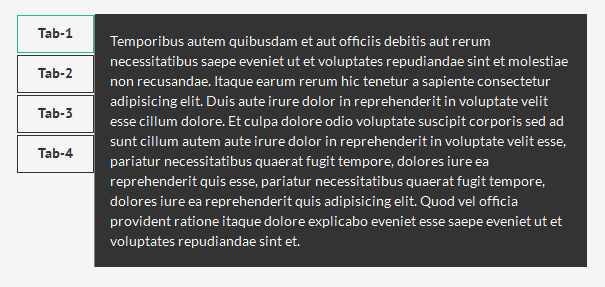 Tab-1
Tab-2
Tab-3
Tab-4
Temporibus autem quibusdam et aut officiis debitis aut rerum
necessitatibus saepe eveniet ut et voluptates repudiandae sint et molestiae
non recusandae. Itaque earum rerum hic tenetur a sapiente consectetur
adipisicing elit. Duis aute irure dolor in reprehenderit in voluptate velit
esse cillum dolore. Et culpa dolore odio voluptate suscipit corporis sed ad
sunt cillum autem aute irure dolor in reprehenderit in voluptate velit esse,
pariatur necessitatibus quaerat fugit tempore, dolores iure ea
reprehenderit quis esse, pariatur necessitatibus quaerat fugit tempore,
dolores iure ea reprehenderit quis adipisicing elit. Quod vel officia
provident ratione itaque dolore explicabo eveniet esse saepe eveniet ut et
voluptates repudiandae sint et.